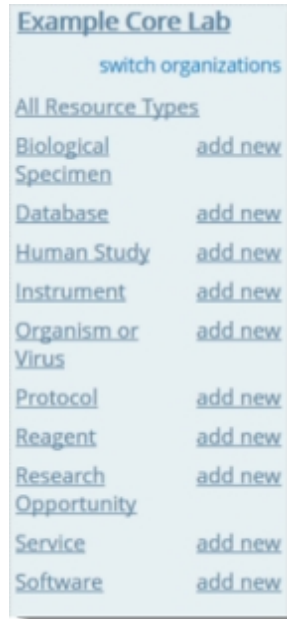 Example Core Lab
switch organizations
All Resource Types
Biological add new
Specimen
Database add new
Human Study add new
Instrument add new
Organism or add new
Virus
Protocol add new
Reagent add new
Research add new
Opportunity
Service add new
Software add new